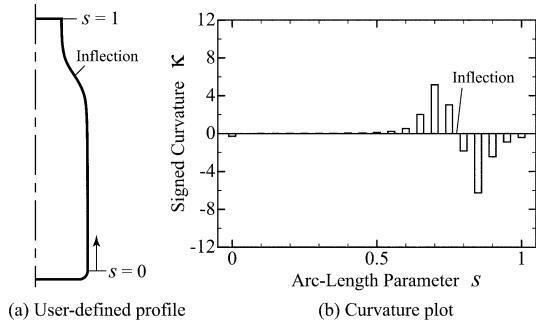 s = 1
Inflection
s = 0
(a) User-defined profile
Signed Curvature κ
12
8
4
0
-4
-8
-12
Inflection
0
0.5
1
Arc-Length Parameter s
(b) Curvature plot